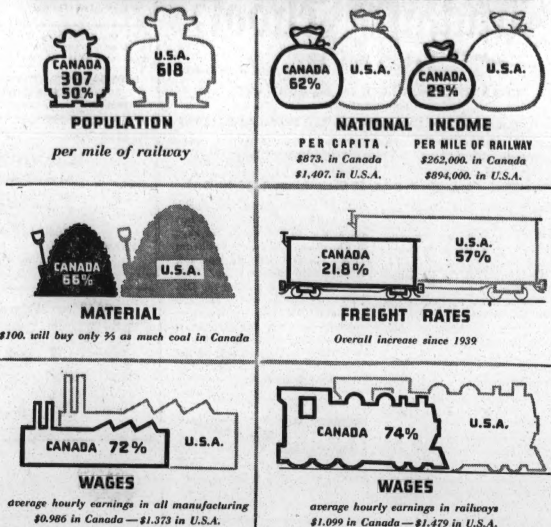 CANADA
307
50%
U.S.A.
618
POPULATION
per mile of railway
CANADA
62%
U.S.A.
CANADA
29%
U.S.A.
NATIONAL INCOME
PER CAPITA
$873. in Canada
$1,407. in U.S.A.
PER MILE OF RAILWAY
$262,000. in Canada
$894,000. in U.S.A.
CANADA
66%
U.S.A.
MATERIAL
$100. will buy only ⅔ as much coal in Canada
CANADA
21.8%
U.S.A.
57%
FREIGHT RATES
Overall increase since 1939
CANADA 72%
U.S.A.
WAGES
average hourly earnings in all manufacturing
$0.986 in Canada—$1.373 in U.S.A.
CANADA 74%
U.S.A.
WAGES
average hourly earnings in railways
$1.099 in Canada—$1.479 in U.S.A.